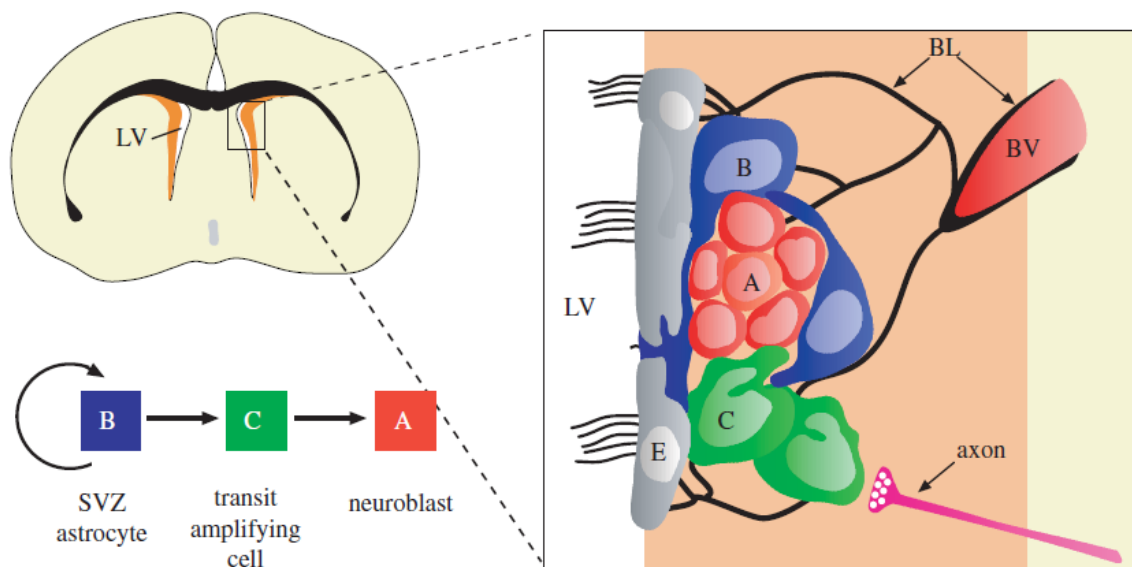 LV
B
C
A
SVZ
astrocyte
transit
amplifying
cell
neuroblast
BL
BV
B
A
LV
C
E
axon